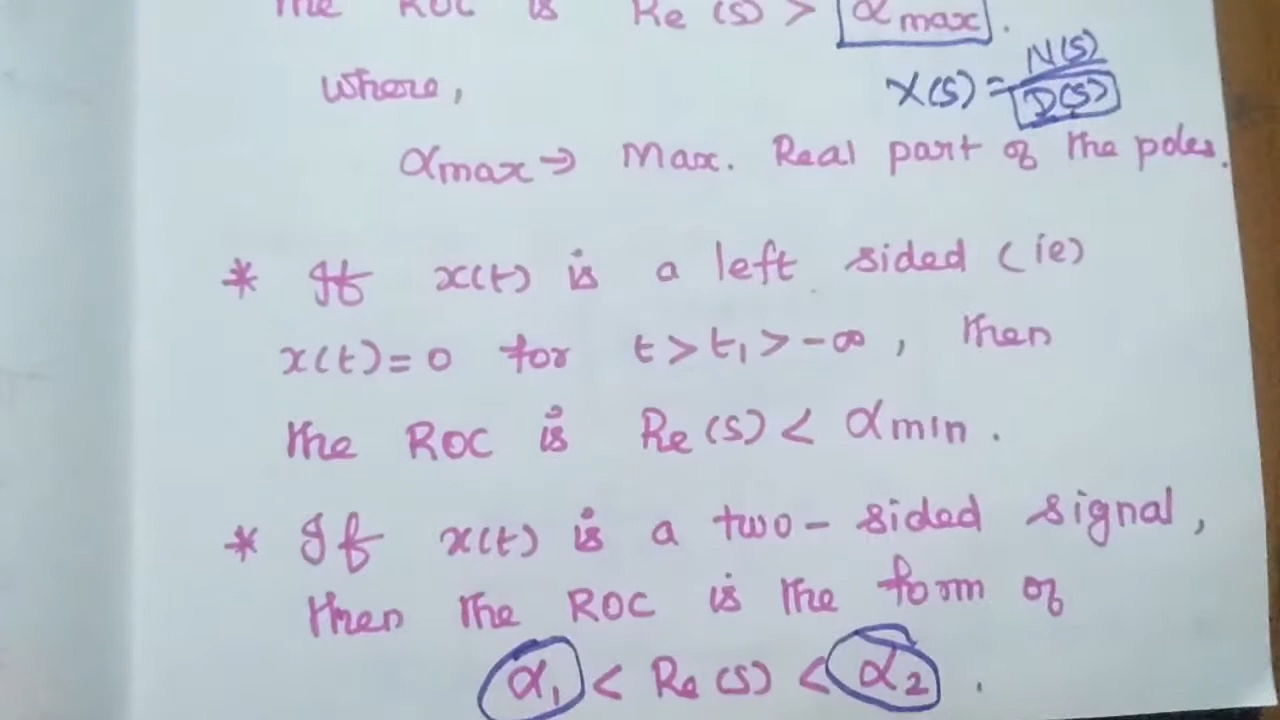 The ROC is Re(s) > αmax.
where,
X(s) = N(s)/D(s)
αmax → Max. Real part of the poles.
* If x(t) is a left sided (ie)
x(t)=0 for t>t₁>-∞, then
the ROC is Re(s) < αmin.
* If x(t) is a two-sided signal,
then the ROC is the form of
α₁ < Re(s) < α₂.